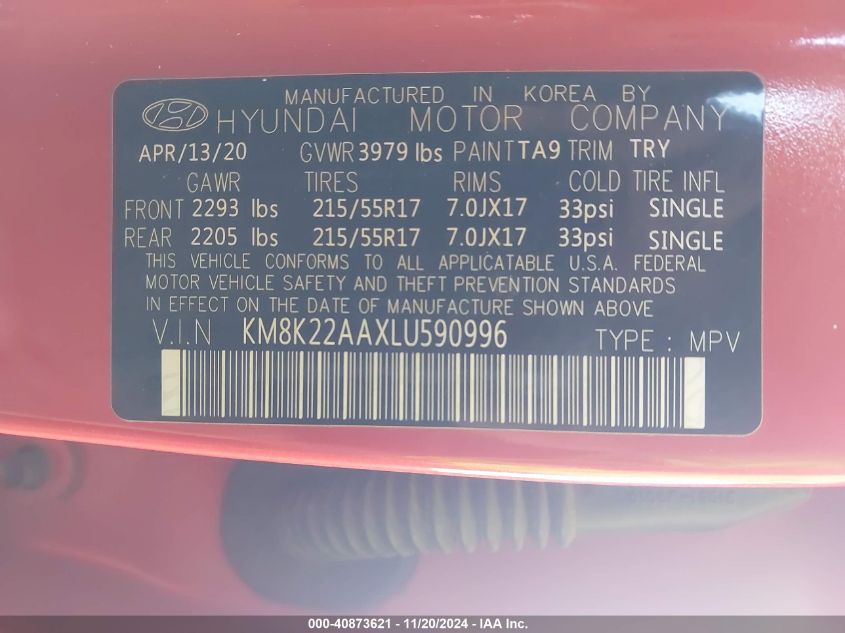 MANUFACTURED IN KOREA BY
HYUNDAI MOTOR COMPANY
APR/13/20 GVWR 3979 lbs PAINT TA9 TRIM TRY
GAWR TIRES RIMS COLD TIRE INFL
FRONT 2293 lbs 215/55R17 7.0JX17 33psi SINGLE
REAR 2205 lbs 215/55R17 7.0JX17 33psi SINGLE
THIS VEHICLE CONFORMS TO ALL APPLICATABLE U.S.A. FEDERAL
MOTOR VEHICLE SAFETY AND THEFT PREVENTION STANDARDS
IN EFFECT ON THE DATE OF MANUFACTURE SHOWN ABOVE
V.I.N KM8K22AAXLU590996 TYPE : MPV
000-40873621 - 11/20/2024 - IAA Inc.